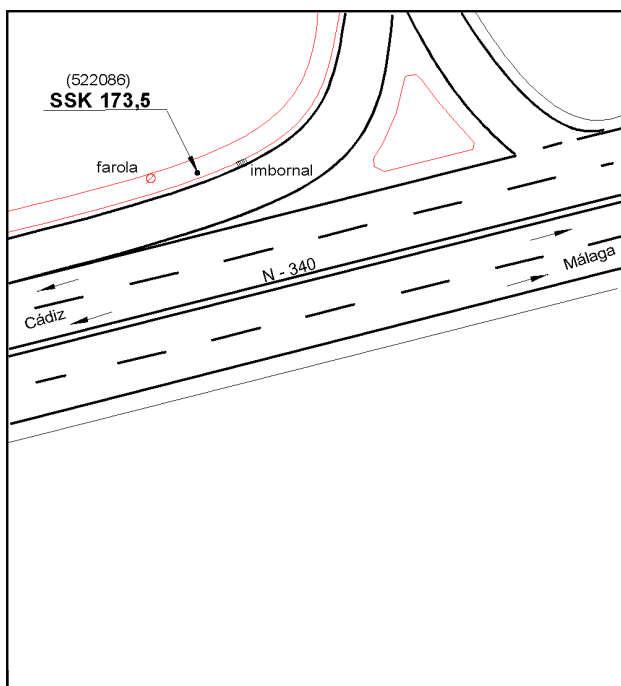 (522086)
SSK 173,5
farola
imbornal
N - 340
Málaga
Cádiz